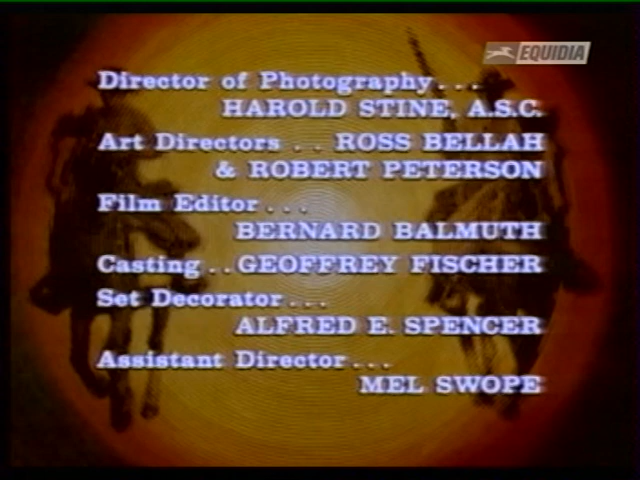 EQUIDIA
Director of Photography...
HAROLD STINE, A.S.C.
Art Directors .. ROSS BELLAH
& ROBERT PETERSON
Film Editor...
BERNARD BALMUTH
Casting..GEOFFREY FISCHER
Set Decorator...
ALFRED E. SPENCER
Assistant Director...
MEL SWOPE